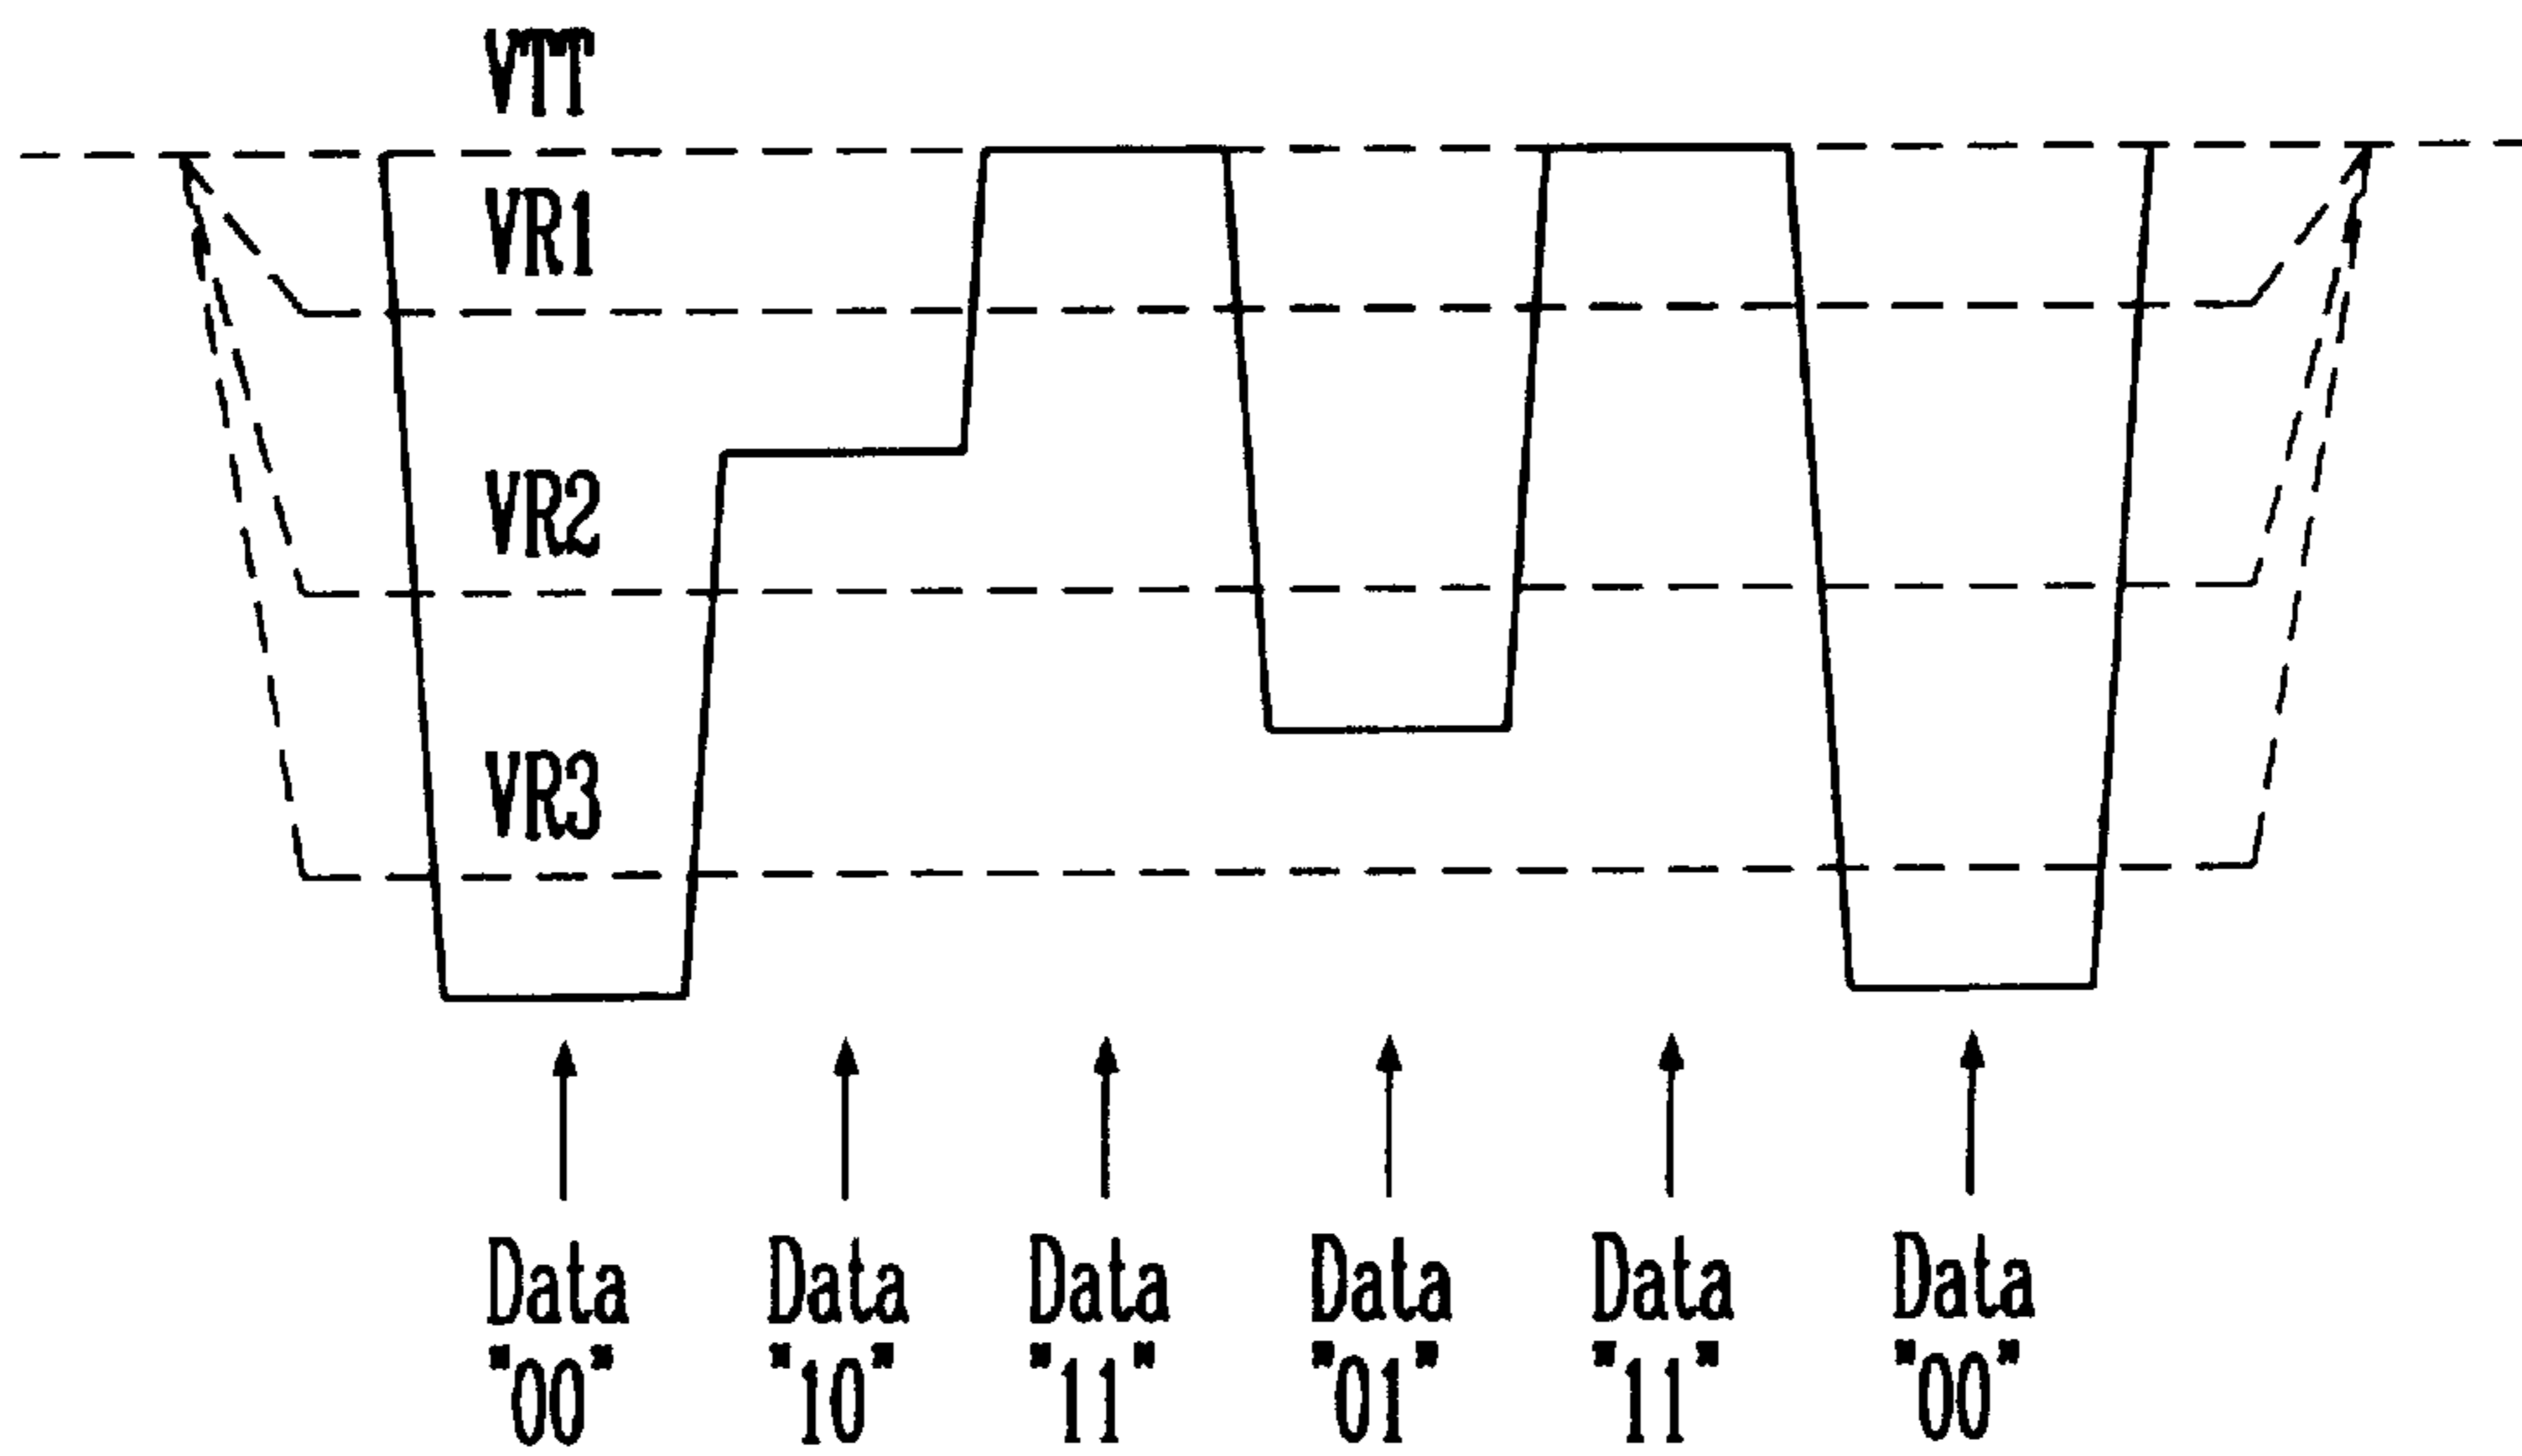 VTT
VR1
VR2
VR3
Data "00"
Data "10"
Data "11"
Data "01"
Data "11"
Data "00"